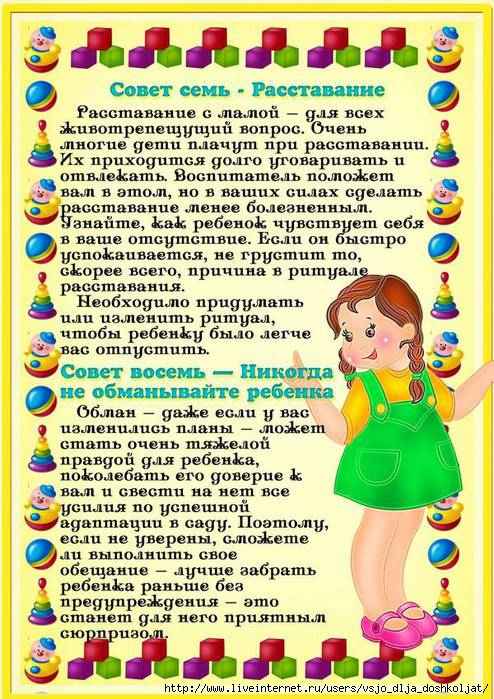 Совет семь - Расставание
Расставание с мамой – для всех
животрепещущий вопрос. Очень
многие дети плачут при расставании.
Их приходится долго уговаривать и
отвлекать. Воспитатель поможет
вам в этом, но в ваших силах сделать
расставание менее болезненным.
Узнайте, как ребенок чувствует себя
в ваше отсутствие. Если он быстро
успокаивается, не грустит то,
скорее всего, причина в ритуале
расставания.
Необходимо придумать
или изменить ритуал,
чтобы ребенку было легче
вас отпустить.
Совет восемь — Никогда
не обманывайте ребенка
Обман – даже если у вас
изменились планы – может
стать очень тяжелой
правдой для ребенка,
поколебать его доверие к
вам и свести на нет все
усилия по успешной
адаптации в саду. Поэтому,
если не уверены, сможете
ли выполнить свое
обещание – лучше забрать
ребенка раньше без
предупреждения – это
станет для него приятным
сюрпризом.
http://www.liveinternet.ru/users/vsjo_dlja_doshkoljat/